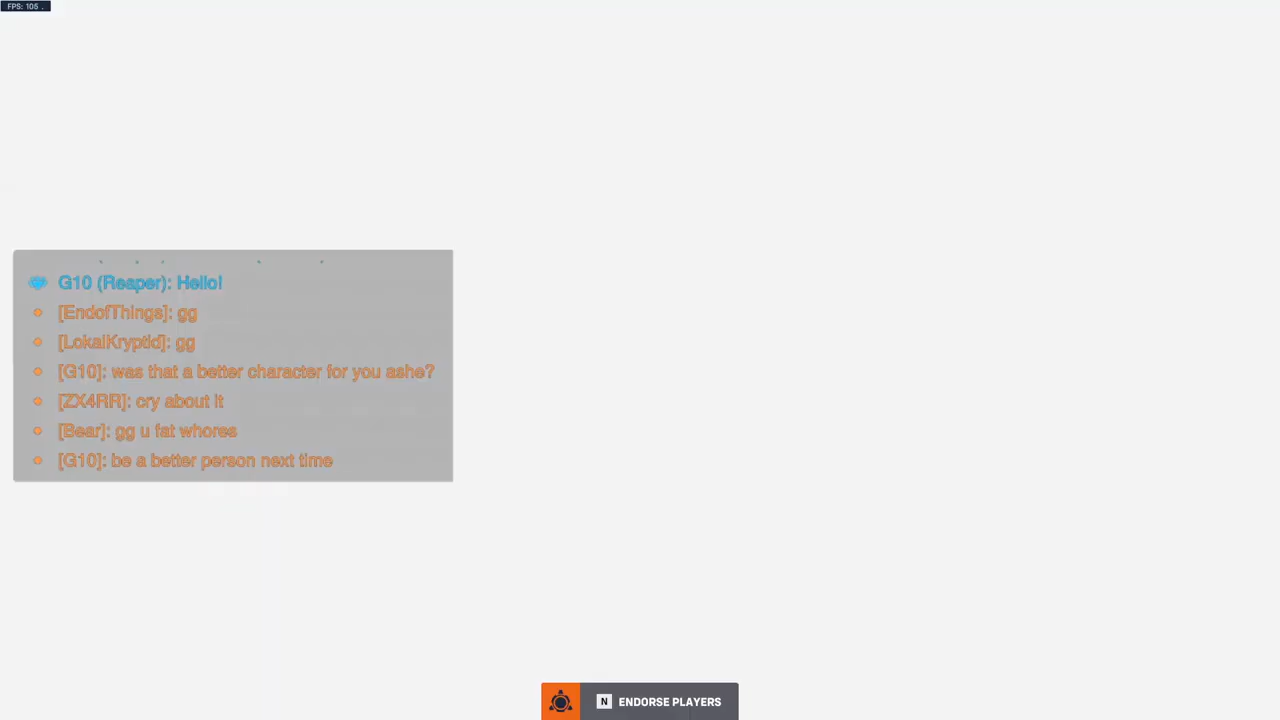 FPS: 105 .
G10 (Reaper): Hello!
[EndofThings]: gg
[LokalKryptid]: gg
[G10]: was that a better character for you ashe?
[ZX4RR]: cry about it
[Bear]: gg u fat whores
[G10]: be a better person next time
N ENDORSE PLAYERS